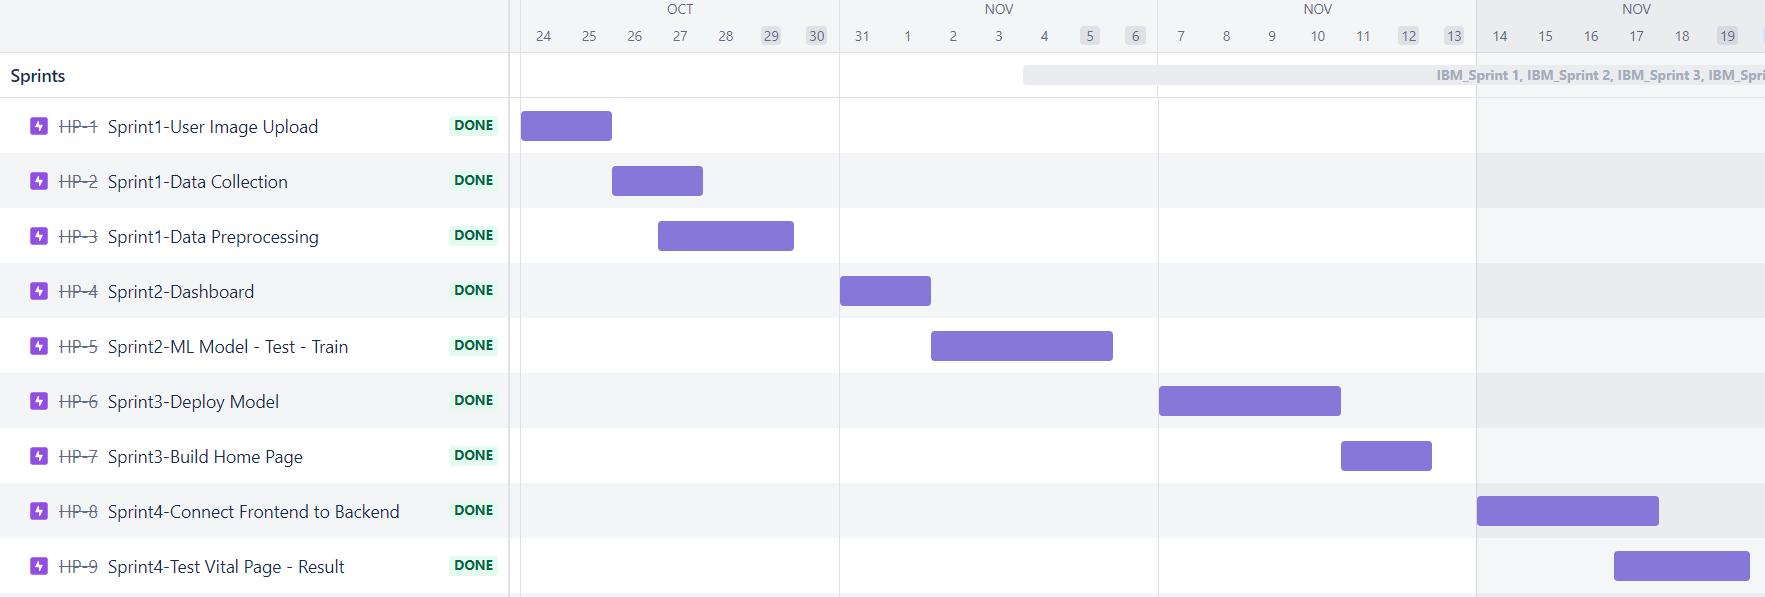 OCT NOV NOV NOV
24 25 26 27 28 29 30 31 1 2 3 4 5 6 7 8 9 10 11 12 13 14 15 16 17 18 19
Sprints IBM_Sprint 1, IBM_Sprint 2, IBM_Sprint 3, IBM_Spri
HP-1 Sprint1-User Image Upload DONE
HP-2 Sprint1-Data Collection DONE
HP-3 Sprint1-Data Preprocessing DONE
HP-4 Sprint2-Dashboard DONE
HP-5 Sprint2-ML Model - Test - Train DONE
HP-6 Sprint3-Deploy Model DONE
HP-7 Sprint3-Build Home Page DONE
HP-8 Sprint4-Connect Frontend to Backend DONE
HP-9 Sprint4-Test Vital Page - Result DONE